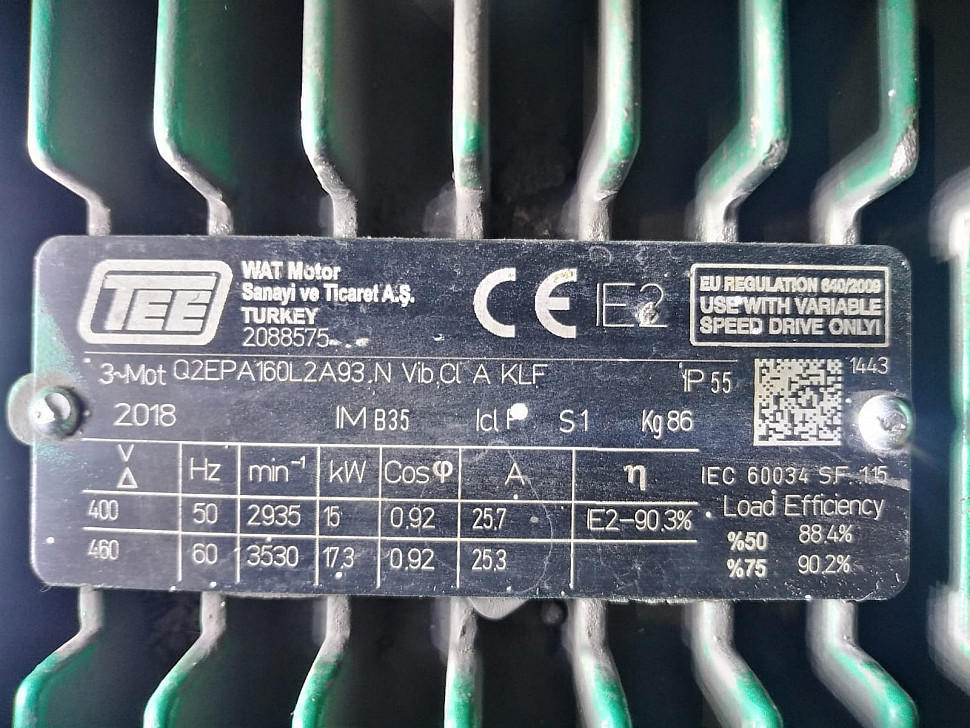 TEE
WAT Motor
Sanayi ve Ticaret A.Ş.
TURKEY
2088575
CE IE2
EU REGULATION 640/2009
USE WITH VARIABLE
SPEED DRIVE ONLY!
3~Mot Q2EPA160L2A93.N Vib.Cl A KLF IP 55
1443
2018 IM B35 Icl F S1 Kg 86
V Δ Hz min⁻¹ kW Cosφ A η
400 50 2935 15 0,92 25,7 IE2-90,3%
460 60 3530 17,3 0,92 25,3
IEC 60034 SF. 1.15
Load Efficiency
%50 88.4%
%75 90.2%